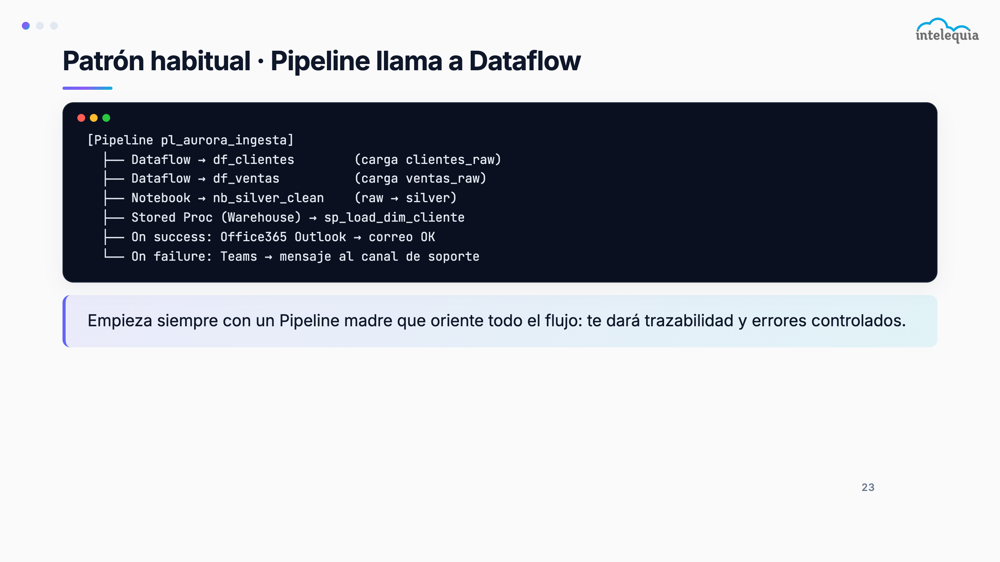 intelequia
Patrón habitual · Pipeline llama a Dataflow
[Pipeline pl_aurora_ingesta]
├── Dataflow → df_clientes        (carga clientes_raw)
├── Dataflow → df_ventas          (carga ventas_raw)
├── Notebook → nb_silver_clean    (raw → silver)
├── Stored Proc (Warehouse) → sp_load_dim_cliente
├── On success: Office365 Outlook → correo OK
└── On failure: Teams → mensaje al canal de soporte
Empieza siempre con un Pipeline madre que oriente todo el flujo: te dará trazabilidad y errores controlados.
23